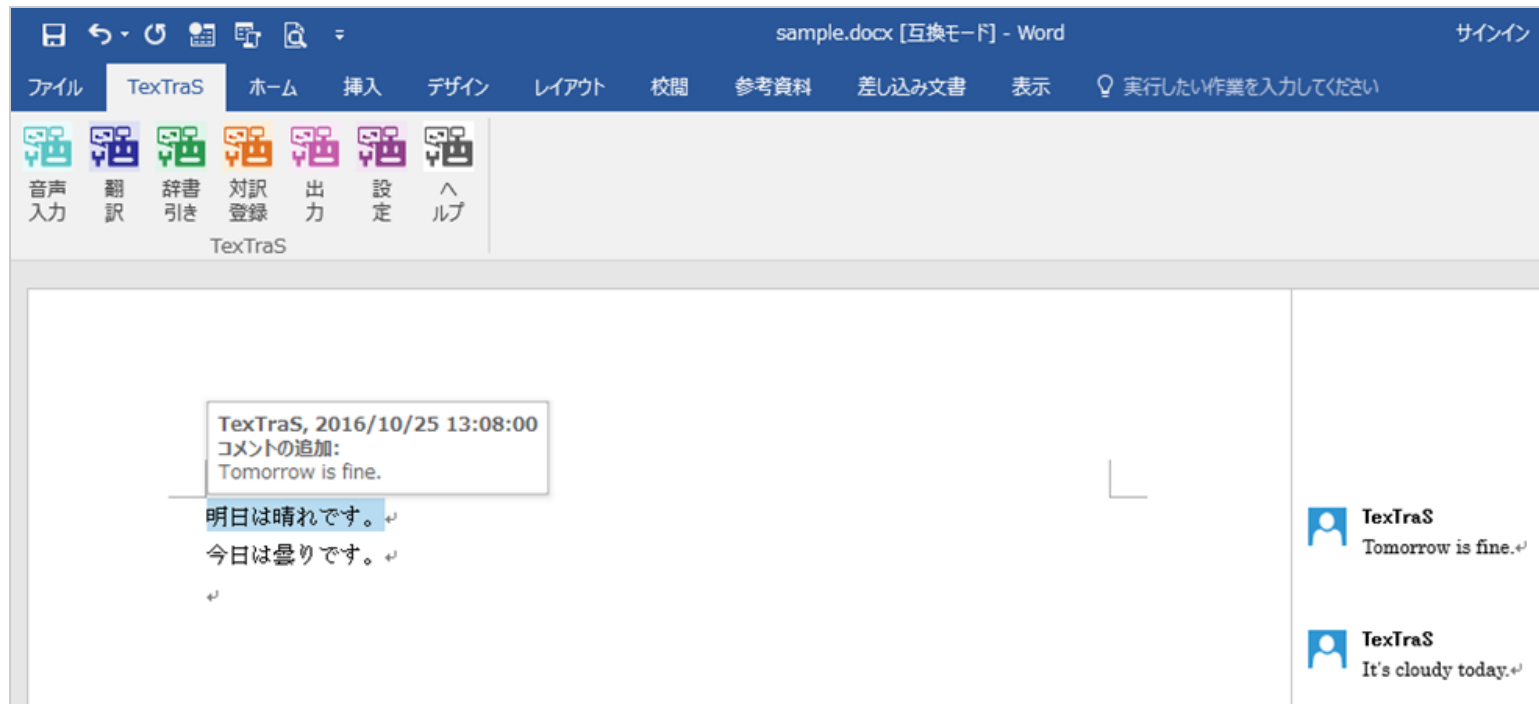 sample.docx [互換モード] - Word
サインイン
ファイル TexTraS ホーム 挿入 デザイン レイアウト 校閲 参考資料 差し込み文書 表示 実行したい作業を入力してください
音声 翻 辞書 対訳 出 設 ヘ
入力 訳 引き 登録 力 定 ルプ
TexTraS
TexTraS, 2016/10/25 13:08:00
コメントの追加:
Tomorrow is fine.
明日は晴れです。
今日は曇りです。
TexTraS
Tomorrow is fine.
TexTraS
It's cloudy today.